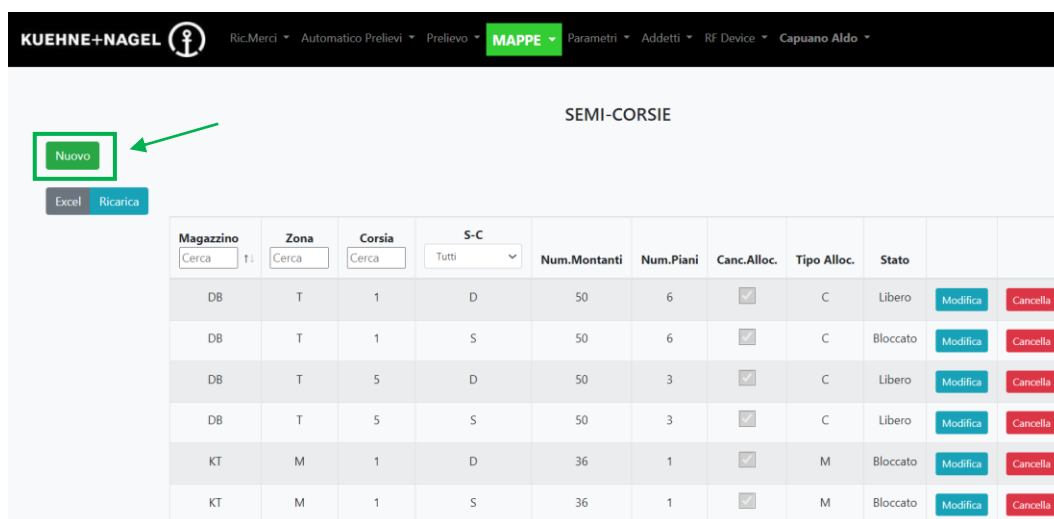 KUEHNE+NAGEL Ric.Merci Automatico Prelievi Prelievo MAPPE Parametri Addetti RF Device Capuano Aldo
SEMI-CORSIE
Nuovo
Excel Ricarica
Magazzino Zona Corsia S-C Num.Montanti Num.Piani Canc.Alloc. Tipo Alloc. Stato
Cerca Cerca Cerca Tutti
DB T 1 D 50 6 C Libero Modifica Cancella
DB T 1 S 50 6 C Bloccato Modifica Cancella
DB T 5 D 50 3 C Libero Modifica Cancella
DB T 5 S 50 3 C Libero Modifica Cancella
KT M 1 D 36 1 M Bloccato Modifica Cancella
KT M 1 S 36 1 M Bloccato Modifica Cancella